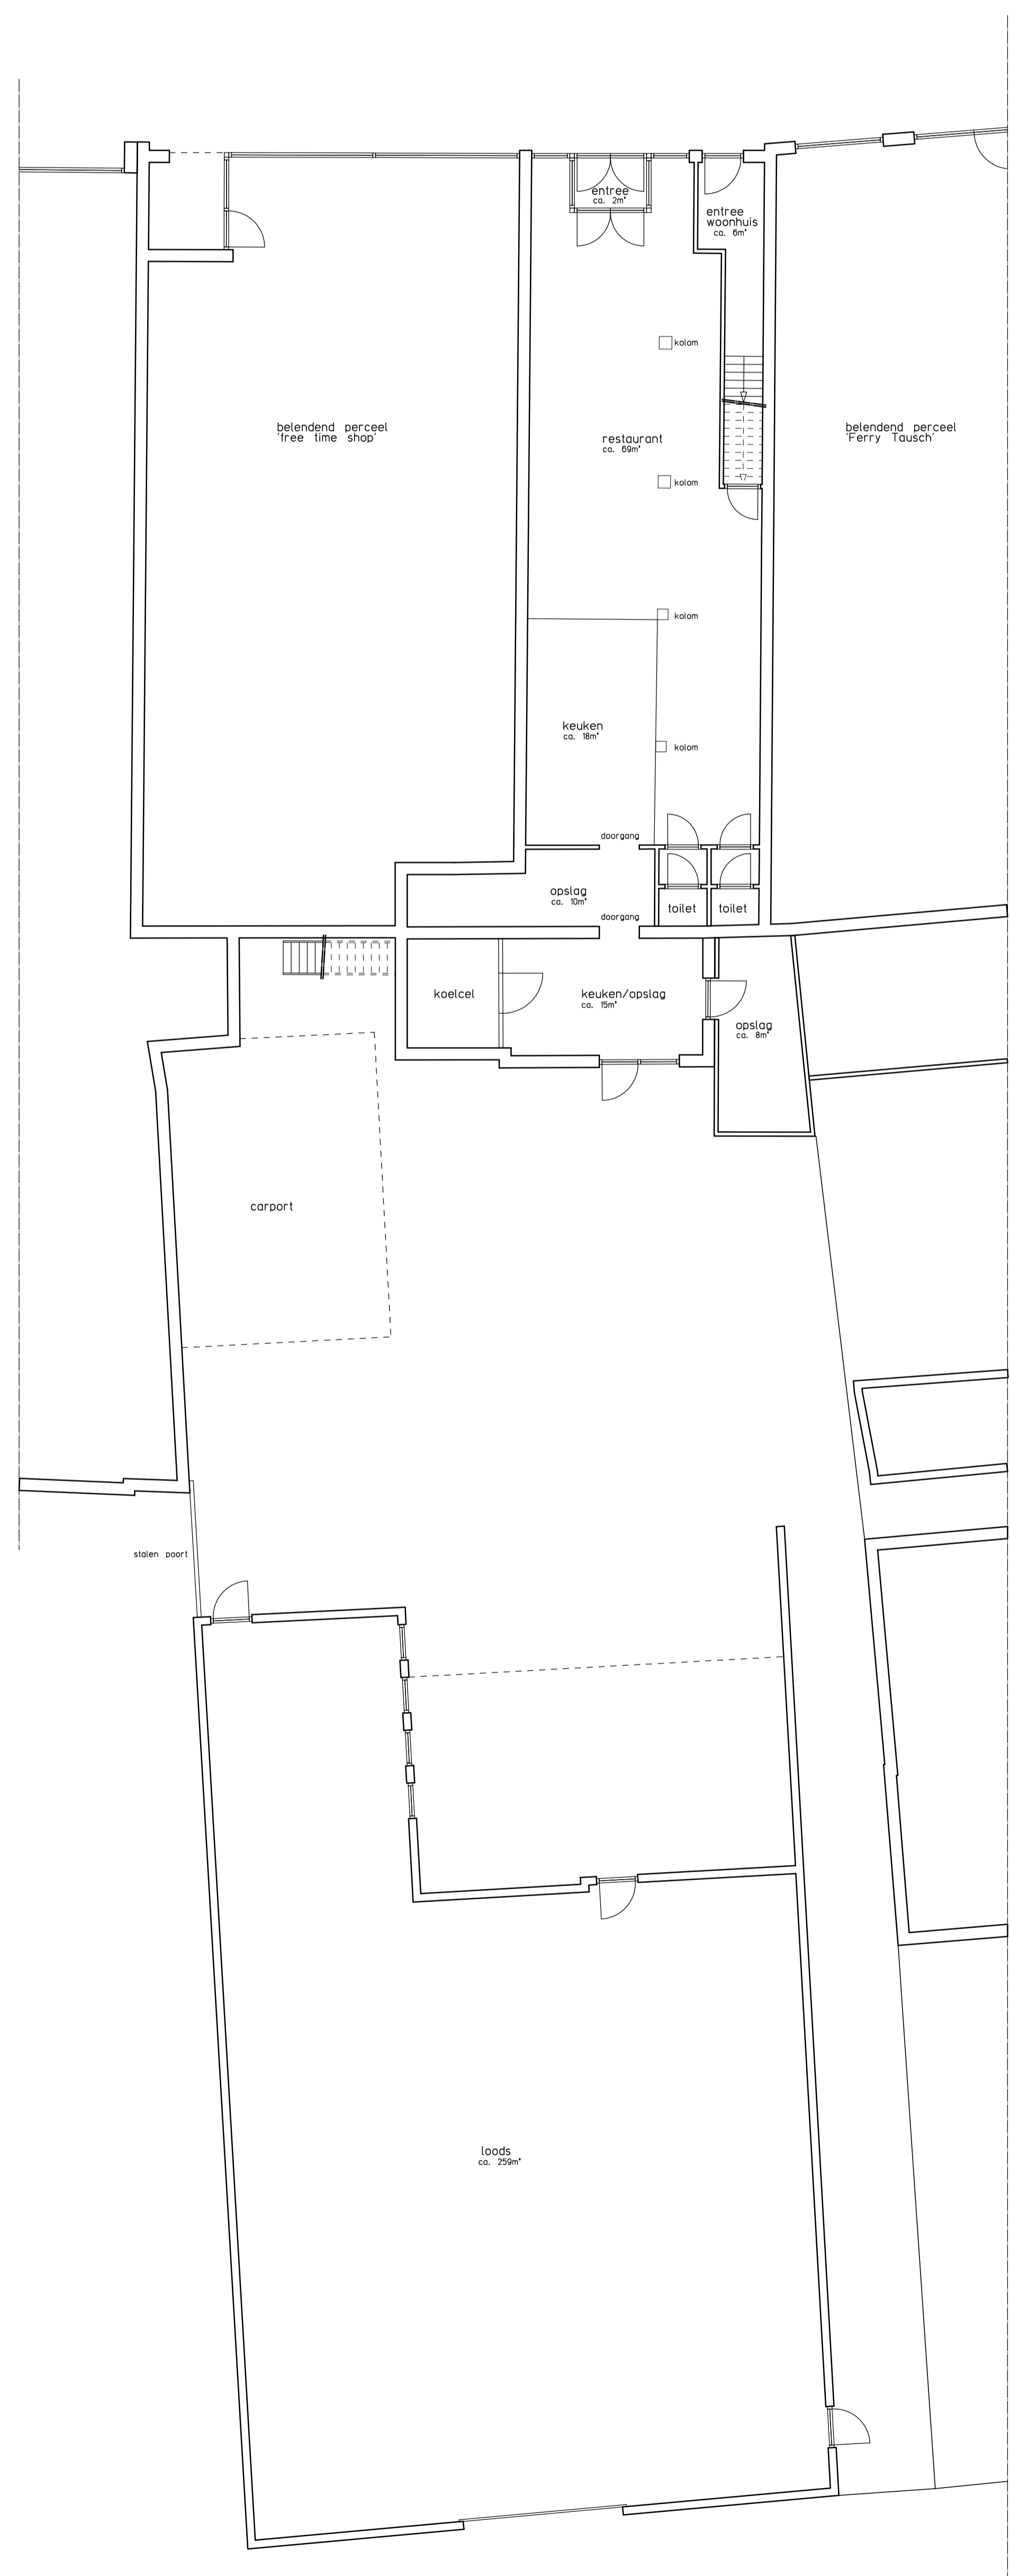 entree
ca. 2m²
entree
woonhuis
ca. 6m²
kolom
belendend perceel
'free time shop'
restaurant
ca. 69m²
belendend perceel
'Ferry Tausch'
kolom
kolom
keuken
ca. 18m²
kolom
doorgang
opslag
ca. 10m²
toilet
toilet
doorgang
koelcel
keuken/opslag
ca. 15m²
opslag
ca. 8m²
carport
stalen poort
loods
ca. 259m²